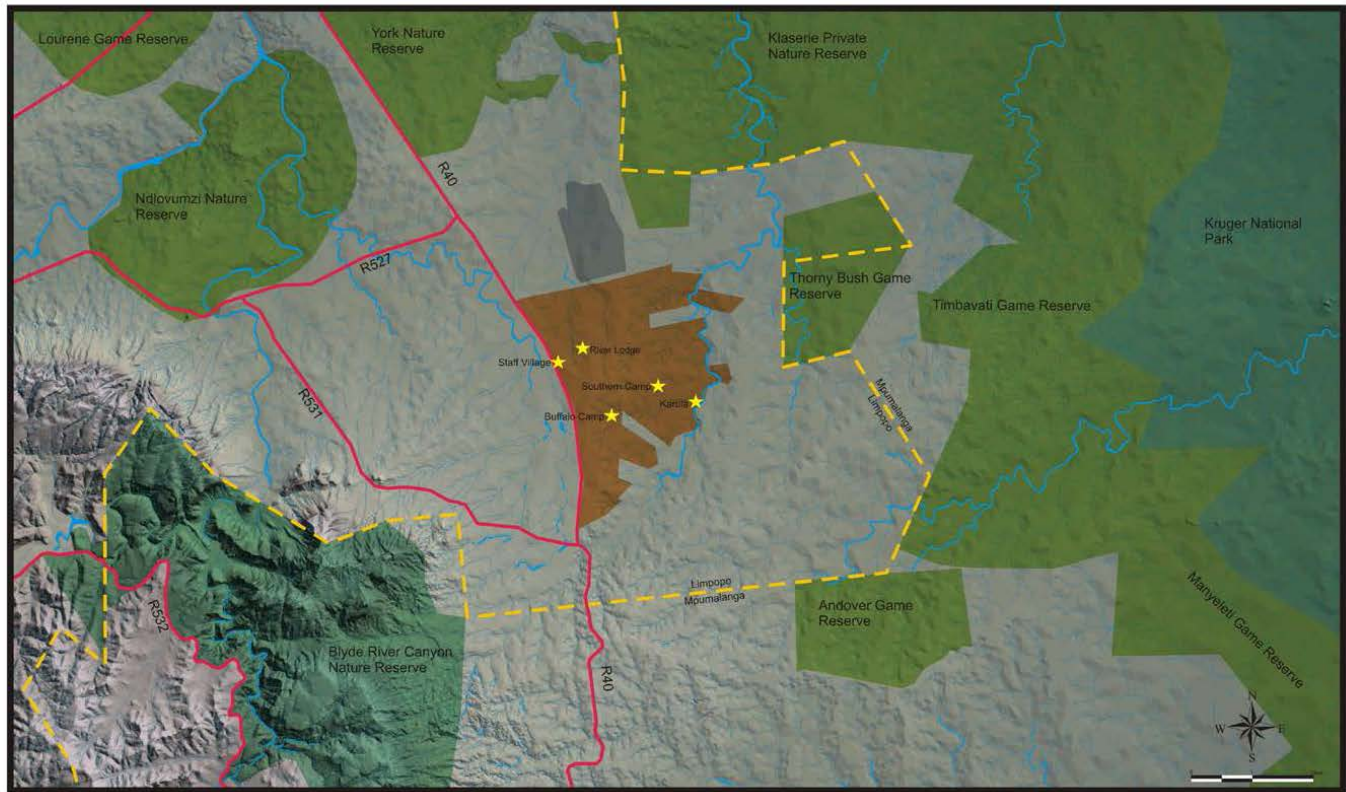 Lourene Game Reserve
York Nature
Reserve
Klaserie Private
Nature Reserve
R40
Ndlovumzi Nature
Reserve
Kruger National
Park
R527
Thorny Bush Game
Reserve
Timbavati Game Reserve
River Lodge
Staff Village
Southern Camp
Karula
Buffalo Camp
Mpumalanga
Limpopo
R531
Limpopo
Mpumalanga
Andover Game
Reserve
Manyeleti Game Reserve
R532
Blyde River Canyon
Nature Reserve
R40
N
W
E
S